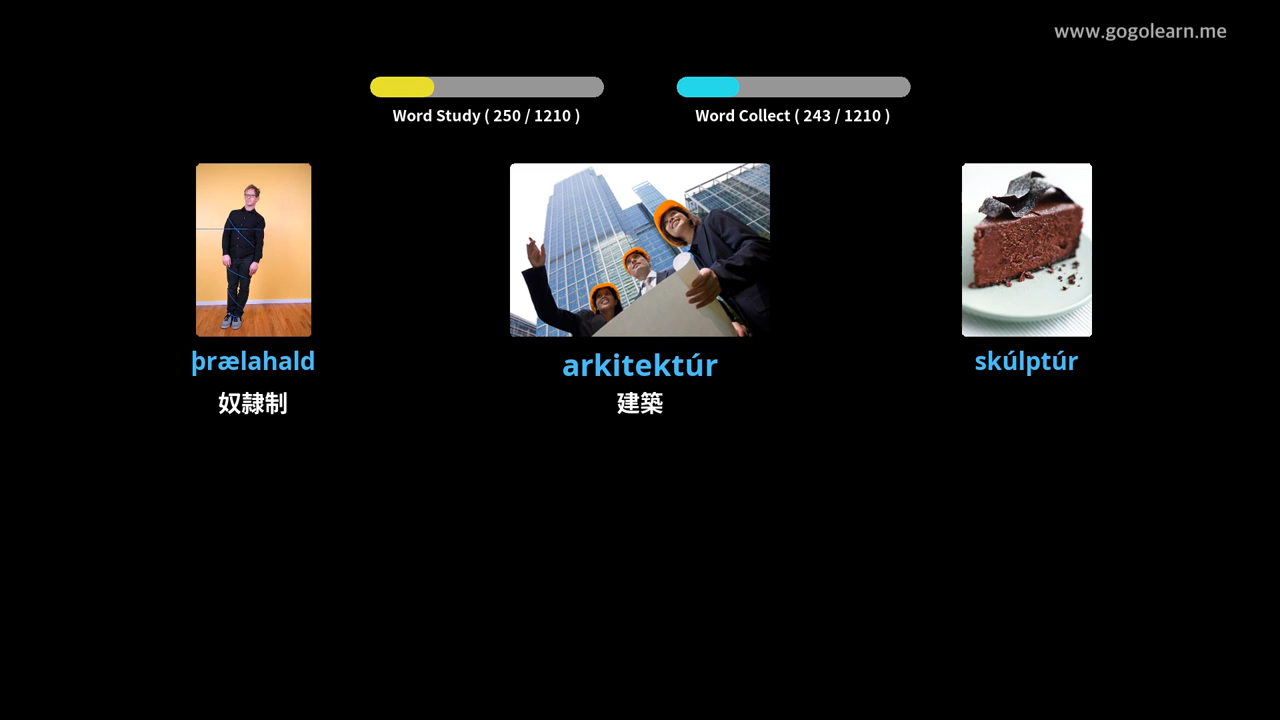 www.gogolearn.me
Word Study ( 250 / 1210 )
Word Collect ( 243 / 1210 )
þrælahald
arkitektúr
skúlptúr
奴隷制
建築